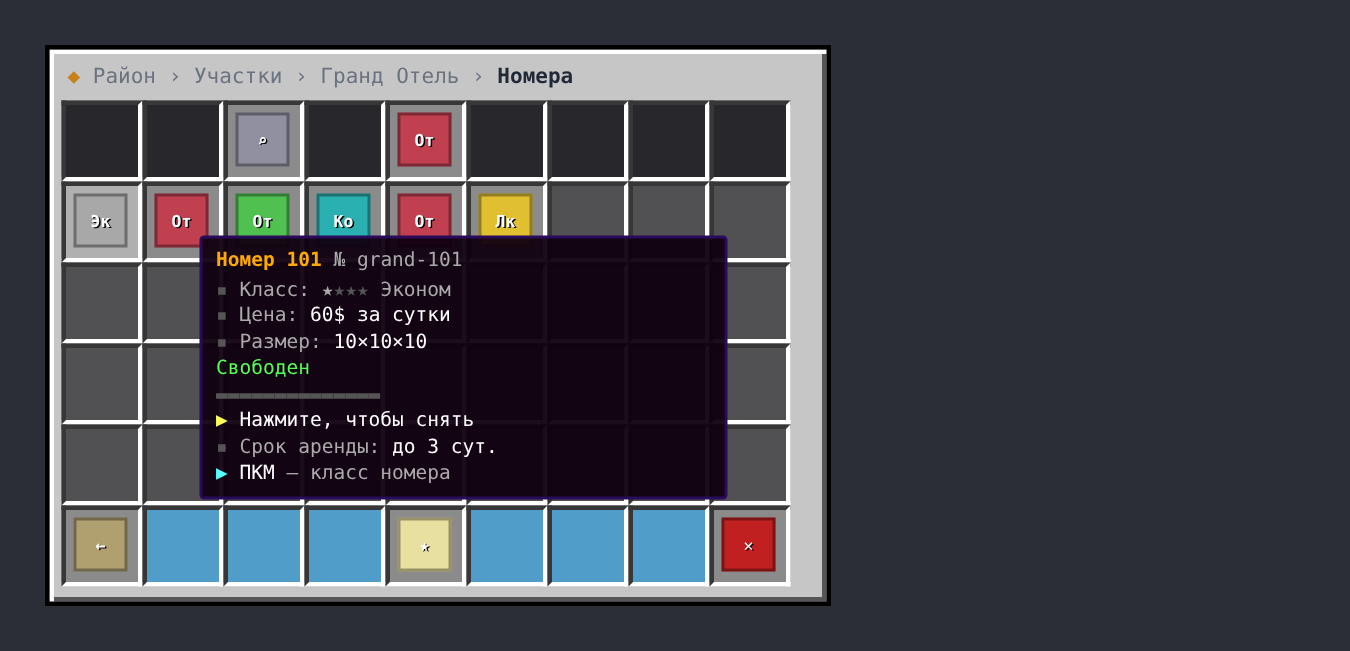 ◆ Район › Участки › Гранд Отель › Номера
⌕ От
Эк От От Ко От Лк
Номер 101 № grand-101
▪ Класс: ★★★★ Эконом
▪ Цена: 60$ за сутки
▪ Размер: 10×10×10
Свободен
▶ Нажмите, чтобы снять
▪ Срок аренды: до 3 сут.
▶ ПКМ — класс номера
← ★ ✕